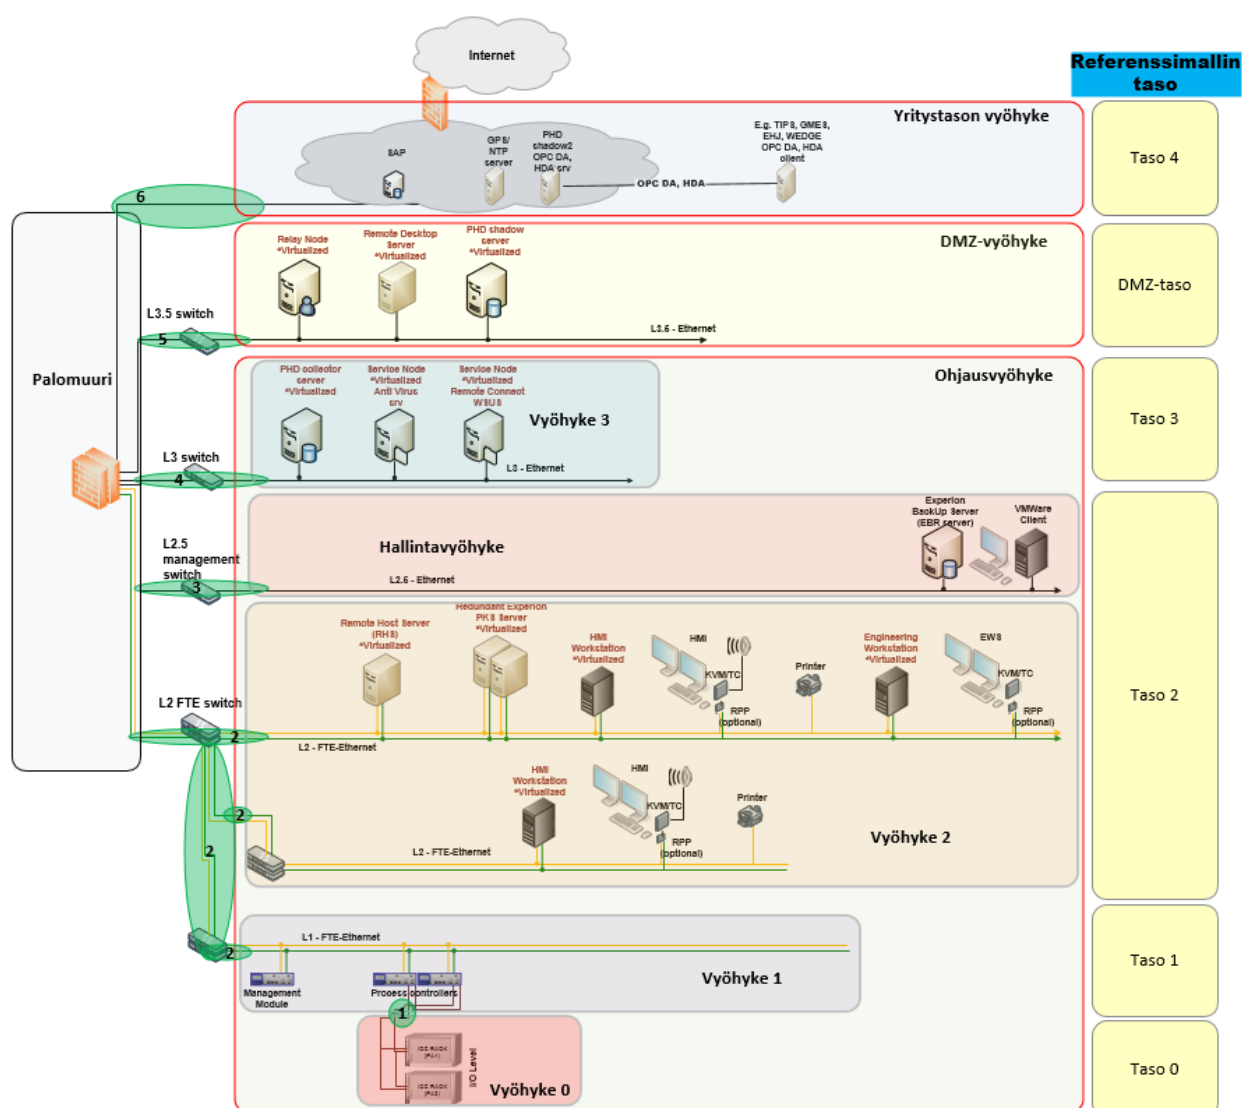 Internet
Referenssimallin
taso
Yritystason vyöhyke
Taso 4
SAP
GPS/
NTP
server
PHD
shadow2
OPC DA,
HDA srv
E.g. TIPS, GMES,
EHJ, WEDGE
OPC DA, HDA
client
OPC DA, HDA
6
DMZ-vyöhyke
DMZ-taso
Relay Node
*Virtualized
Remote Desktop
Server
*Virtualized
PHD shadow
server
*Virtualized
L3.5 switch
5
L3.5 - Ethernet
Palomuuri
Ohjausvyöhyke
Taso 3
PHD collector
server
*Virtualized
Service Node
*Virtualized
Anti Virus
srv
Service Node
*Virtualized
Remote Connect
WSUS
Vyöhyke 3
L3 switch
4
L3 - Ethernet
Experion
BackUp Server
(EBR server)
VMWare
Client
Hallintavyöhyke
L2.5
management
switch
3
L2.5 - Ethernet
Taso 2
Remote Host Server
(RHS)
*Virtualized
Redundant Experion
PKS Server
*Virtualized
HMI
Workstation
*Virtualized
HMI
KVM/TC
RPP
(optional)
Printer
Engineering
Workstation
*Virtualized
EWS
KVM/TC
RPP
(optional)
L2 FTE switch
2
L2 - FTE-Ethernet
HMI
Workstation
*Virtualized
HMI
KVM/TC
RPP
(optional)
Printer
2
2
L2 - FTE-Ethernet
Vyöhyke 2
L1 - FTE-Ethernet
2
Management
Module
Process controllers
Vyöhyke 1
Taso 1
1
I/O Level
Vyöhyke 0
Taso 0